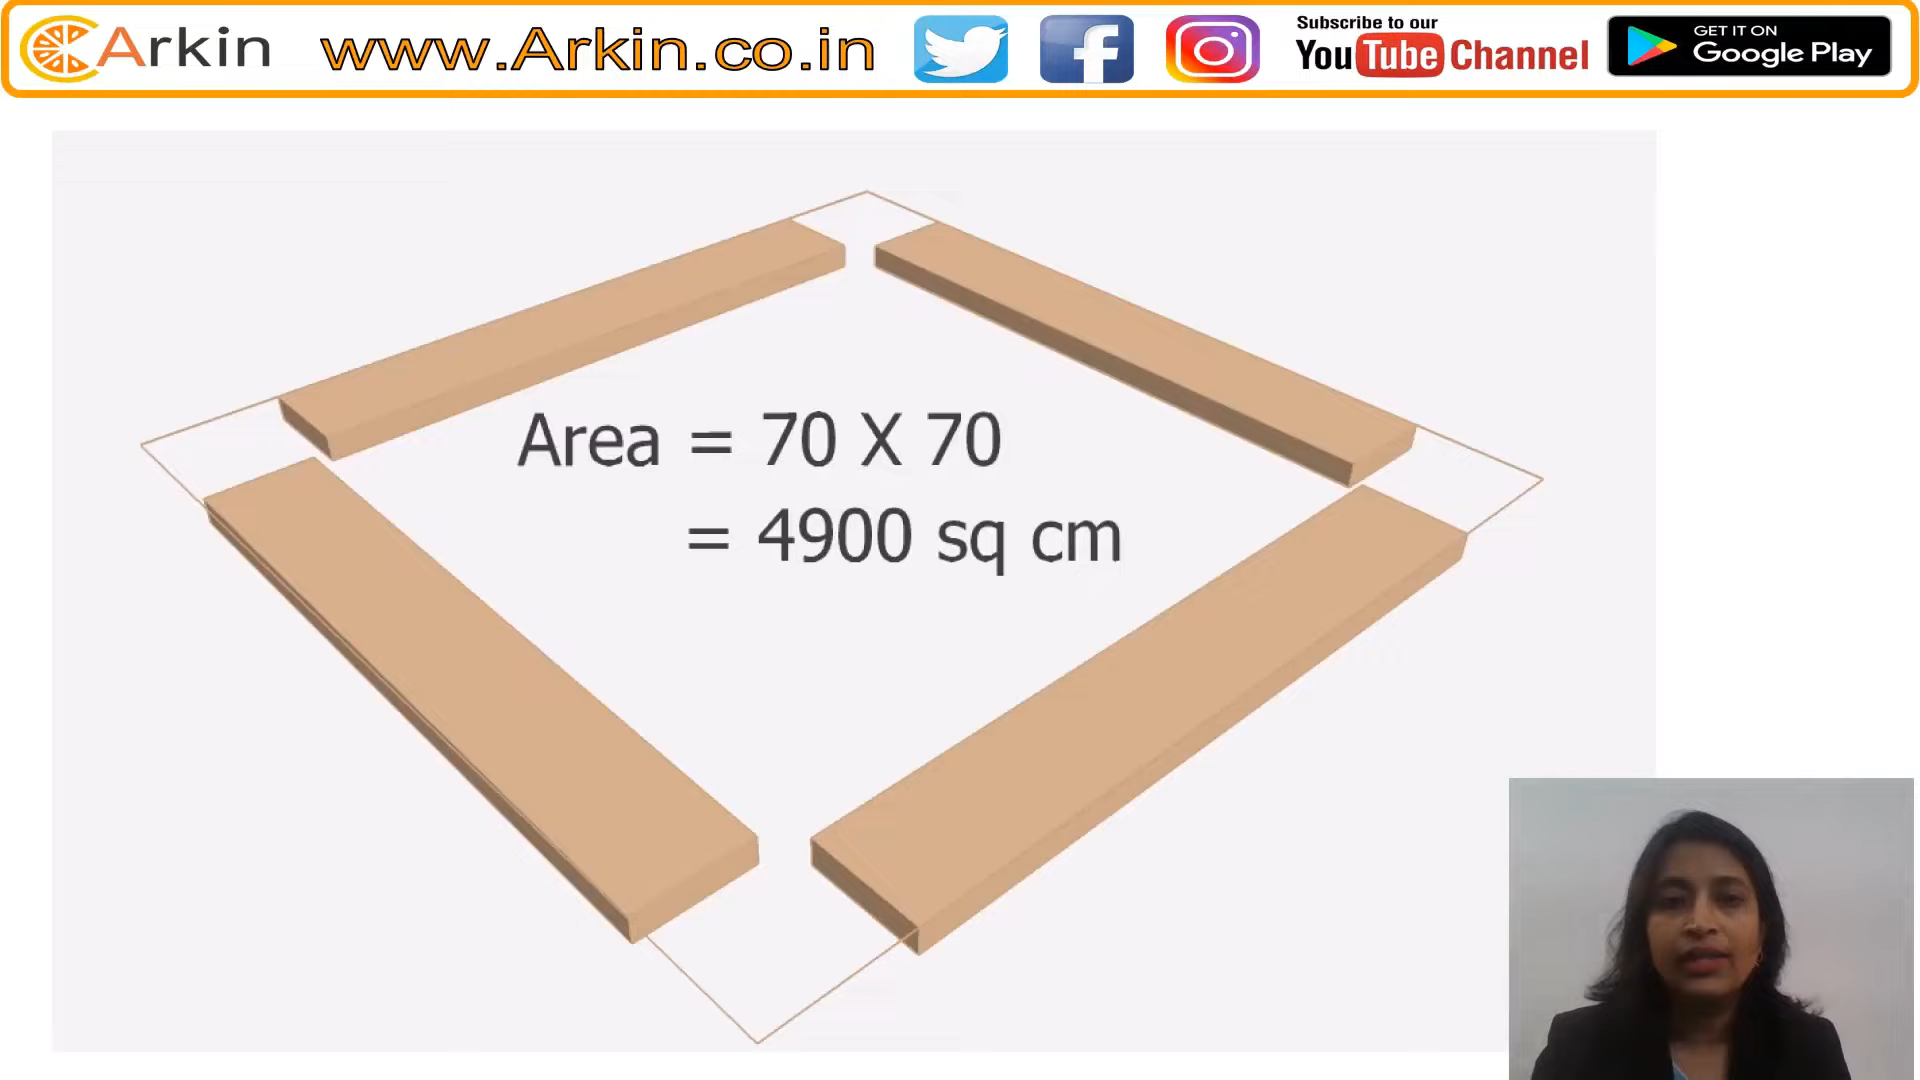 Arkin
www.Arkin.co.in
Subscribe to our
YouTube Channel
GET IT ON
Google Play
Area = 70 X 70
= 4900 sq cm